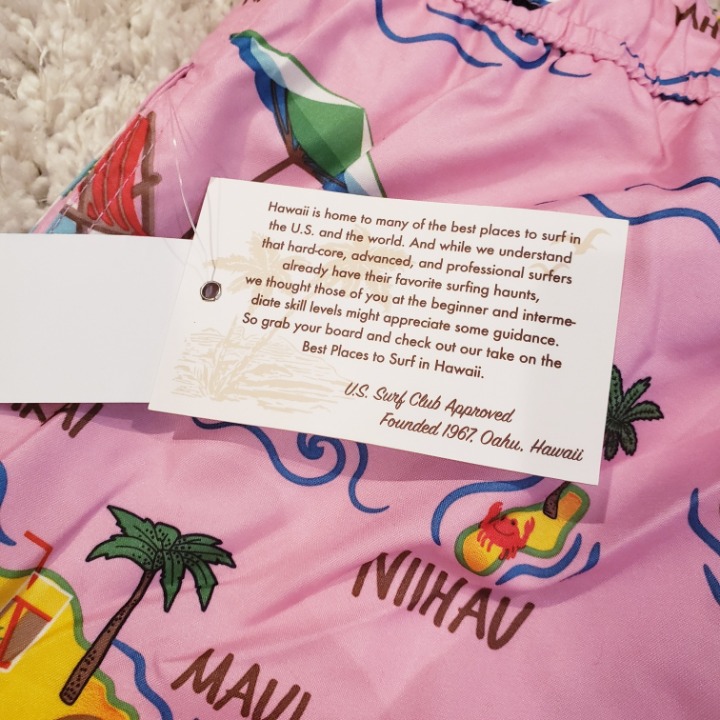 Hawaii is home to many of the best places to surf in
the U.S. and the world. And while we understand
that hard-core, advanced, and professional surfers
already have their favorite surfing haunts,
we thought those of you at the beginner and interme-
diate skill levels might appreciate some guidance.
So grab your board and check out our take on the
Best Places to Surf in Hawaii.
U.S. Surf Club Approved
Founded 1967. Oahu, Hawaii
NIIHAU
MAUI